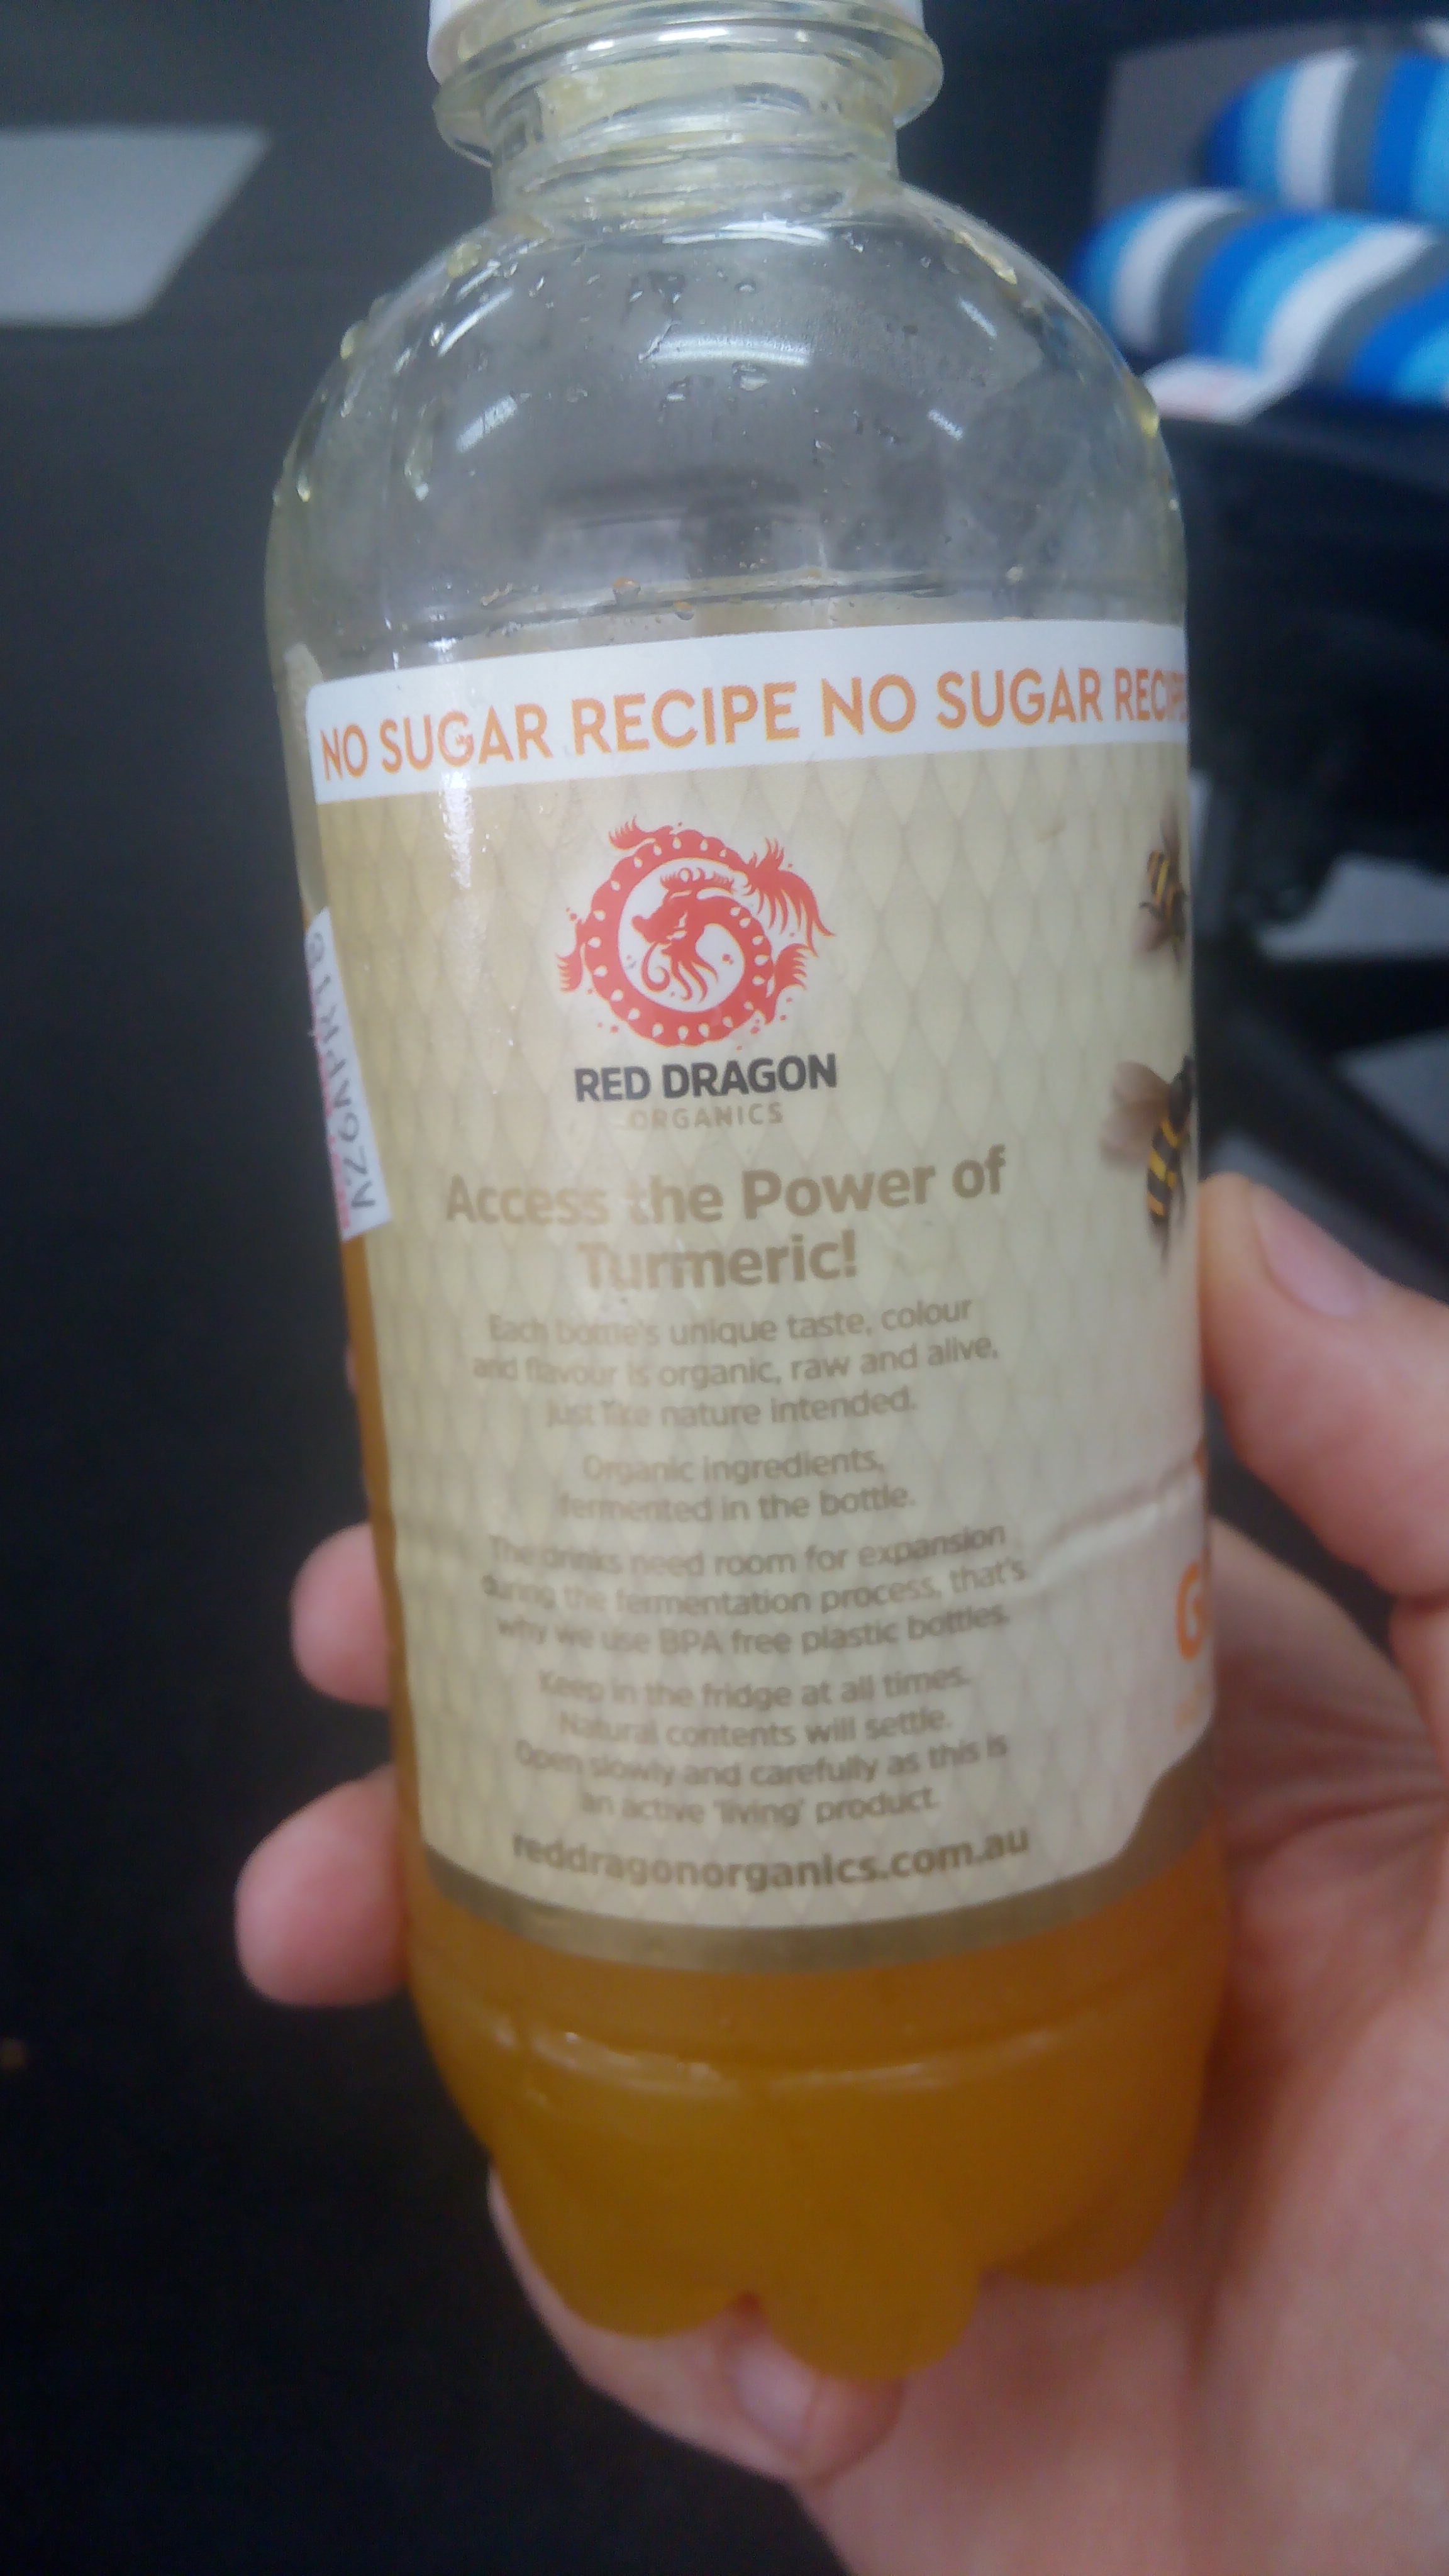 NO SUGAR RECIPE NO SUGAR RECIPE
RED DRAGON
ORGANICS
Access the Power of
Turmeric!
Each bottle's unique taste, colour
and flavour is organic, raw and alive,
just like nature intended.
Organic ingredients,
fermented in the bottle.
The drinks need room for expansion
during the fermentation process, that's
why we use BPA free plastic bottles.
Keep in the fridge at all times.
Natural contents will settle.
Open slowly and carefully as this is
an active 'living' product.
reddragonorganics.com.au